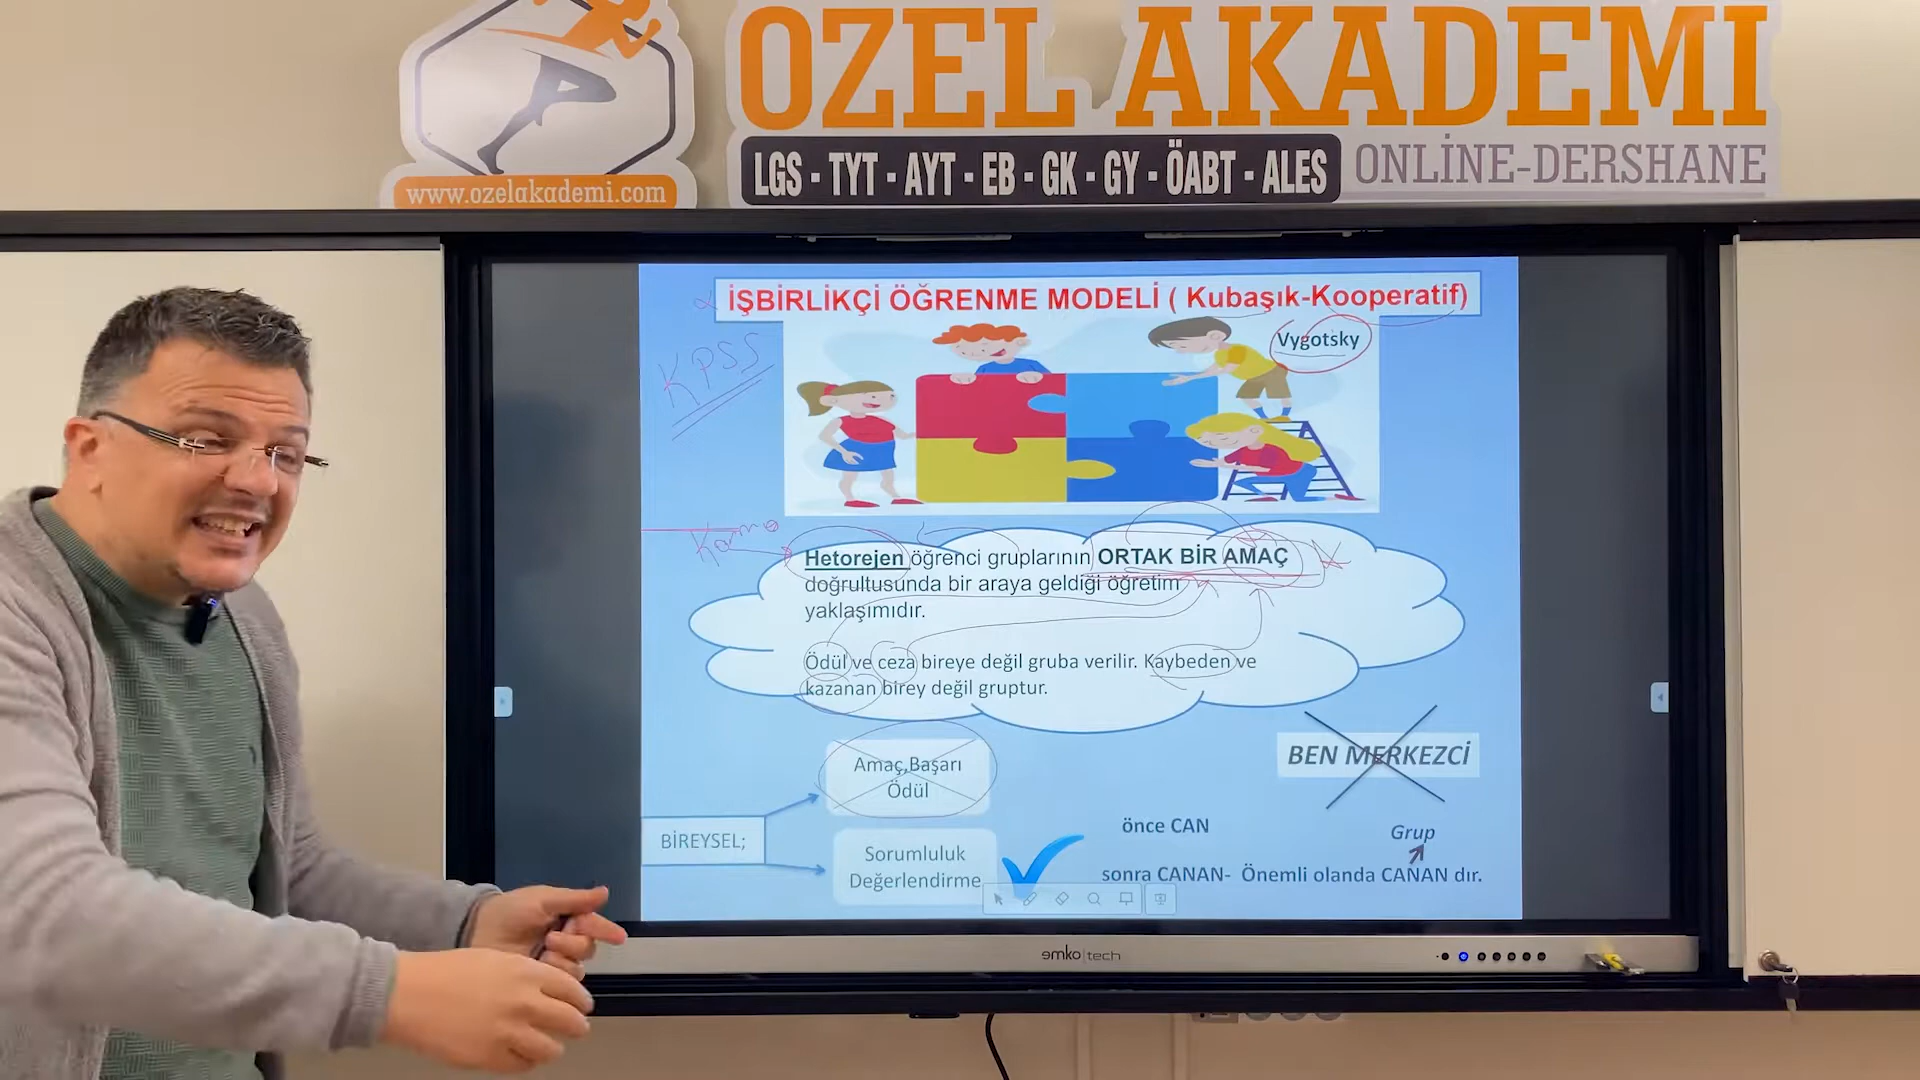 OZEL AKADEMİ
LGS - TYT - AYT - EB - GK - GY - ÖABT - ALES
ONLİNE-DERSHANE
www.ozelakademi.com
İŞBİRLİKÇİ ÖĞRENME MODELİ ( Kubaşık-Kooperatif)
Vygotsky
KPSS
Karma
Hetorejen öğrenci gruplarının ORTAK BİR AMAÇ
doğrultusunda bir araya geldiği öğretim
yaklaşımıdır.
Ödül ve ceza bireye değil gruba verilir. Kaybeden ve
kazanan birey değil gruptur.
Amaç,Başarı
Ödül
BEN MERKEZCİ
BİREYSEL;
Sorumluluk
Değerlendirme
önce CAN
Grup
sonra CANAN- Önemli olanda CANAN dır.
emko|tech